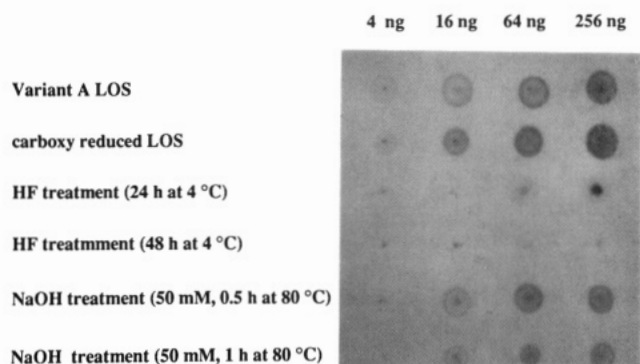 4 ng 16 ng 64 ng 256 ng
Variant A LOS
carboxy reduced LOS
HF treatment (24 h at 4 °C)
HF treatmment (48 h at 4 °C)
NaOH treatment (50 mM, 0.5 h at 80 °C)
NaOH treatment (50 mM, 1 h at 80 °C)